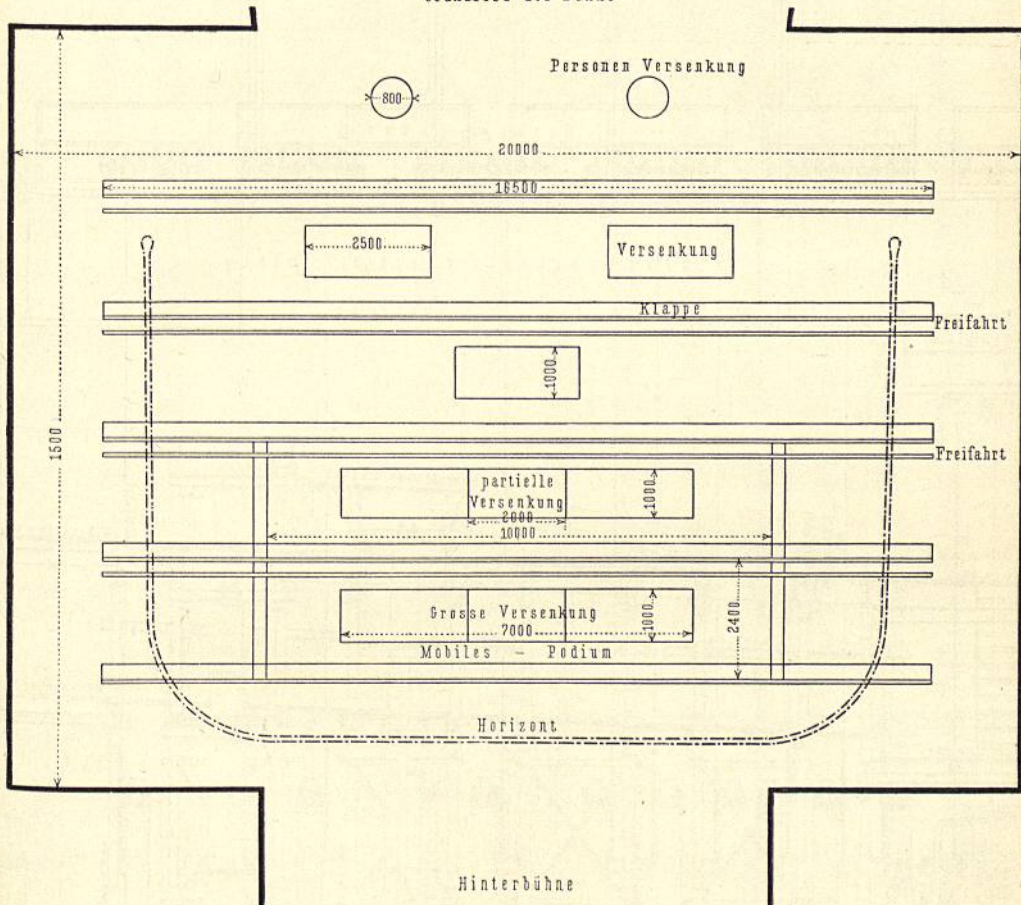 Personen Versenkung
800
20000
16500
2500
Versenkung
Klappe
Freifahrt
1000
1500
Freifahrt
partielle
Versenkung
1000
2000
10000
Grosse Versenkung
1000
2400
7000
Mobiles - Podium
Horizont
Hinterbühne